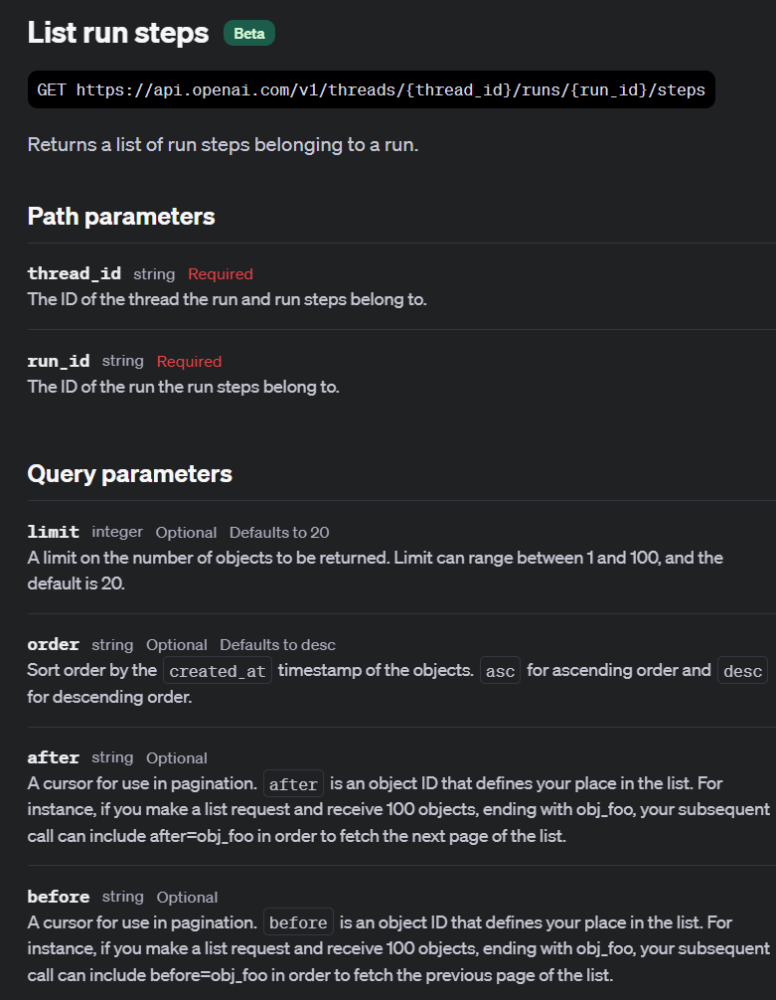 List run steps Beta
GET https://api.openai.com/v1/threads/{thread_id}/runs/{run_id}/steps
Returns a list of run steps belonging to a run.
Path parameters
thread_id string Required
The ID of the thread the run and run steps belong to.
run_id string Required
The ID of the run the run steps belong to.
Query parameters
limit integer Optional Defaults to 20
A limit on the number of objects to be returned. Limit can range between 1 and 100, and the
default is 20.
order string Optional Defaults to desc
Sort order by the created_at timestamp of the objects. asc for ascending order and desc
for descending order.
after string Optional
A cursor for use in pagination. after is an object ID that defines your place in the list. For
instance, if you make a list request and receive 100 objects, ending with obj_foo, your subsequent
call can include after=obj_foo in order to fetch the next page of the list.
before string Optional
A cursor for use in pagination. before is an object ID that defines your place in the list. For
instance, if you make a list request and receive 100 objects, ending with obj_foo, your subsequent
call can include before=obj_foo in order to fetch the previous page of the list.